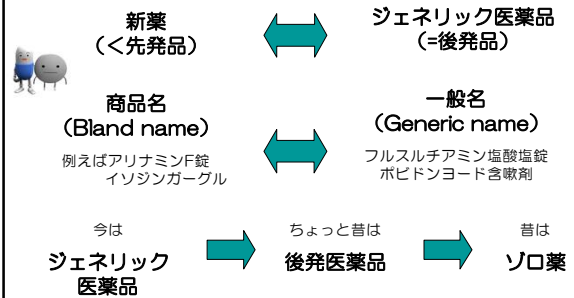 新薬
(<先発品)
ジェネリック医薬品
(=後発品)
商品名
(Bland name)
一般名
(Generic name)
例えばアリナミンF錠
イソジンガーグル
フルスルチアミン塩酸塩錠
ポビドンヨード含嗽剤
今は
ちょっと昔は
昔は
ジェネリック
医薬品
後発医薬品
ゾロ薬